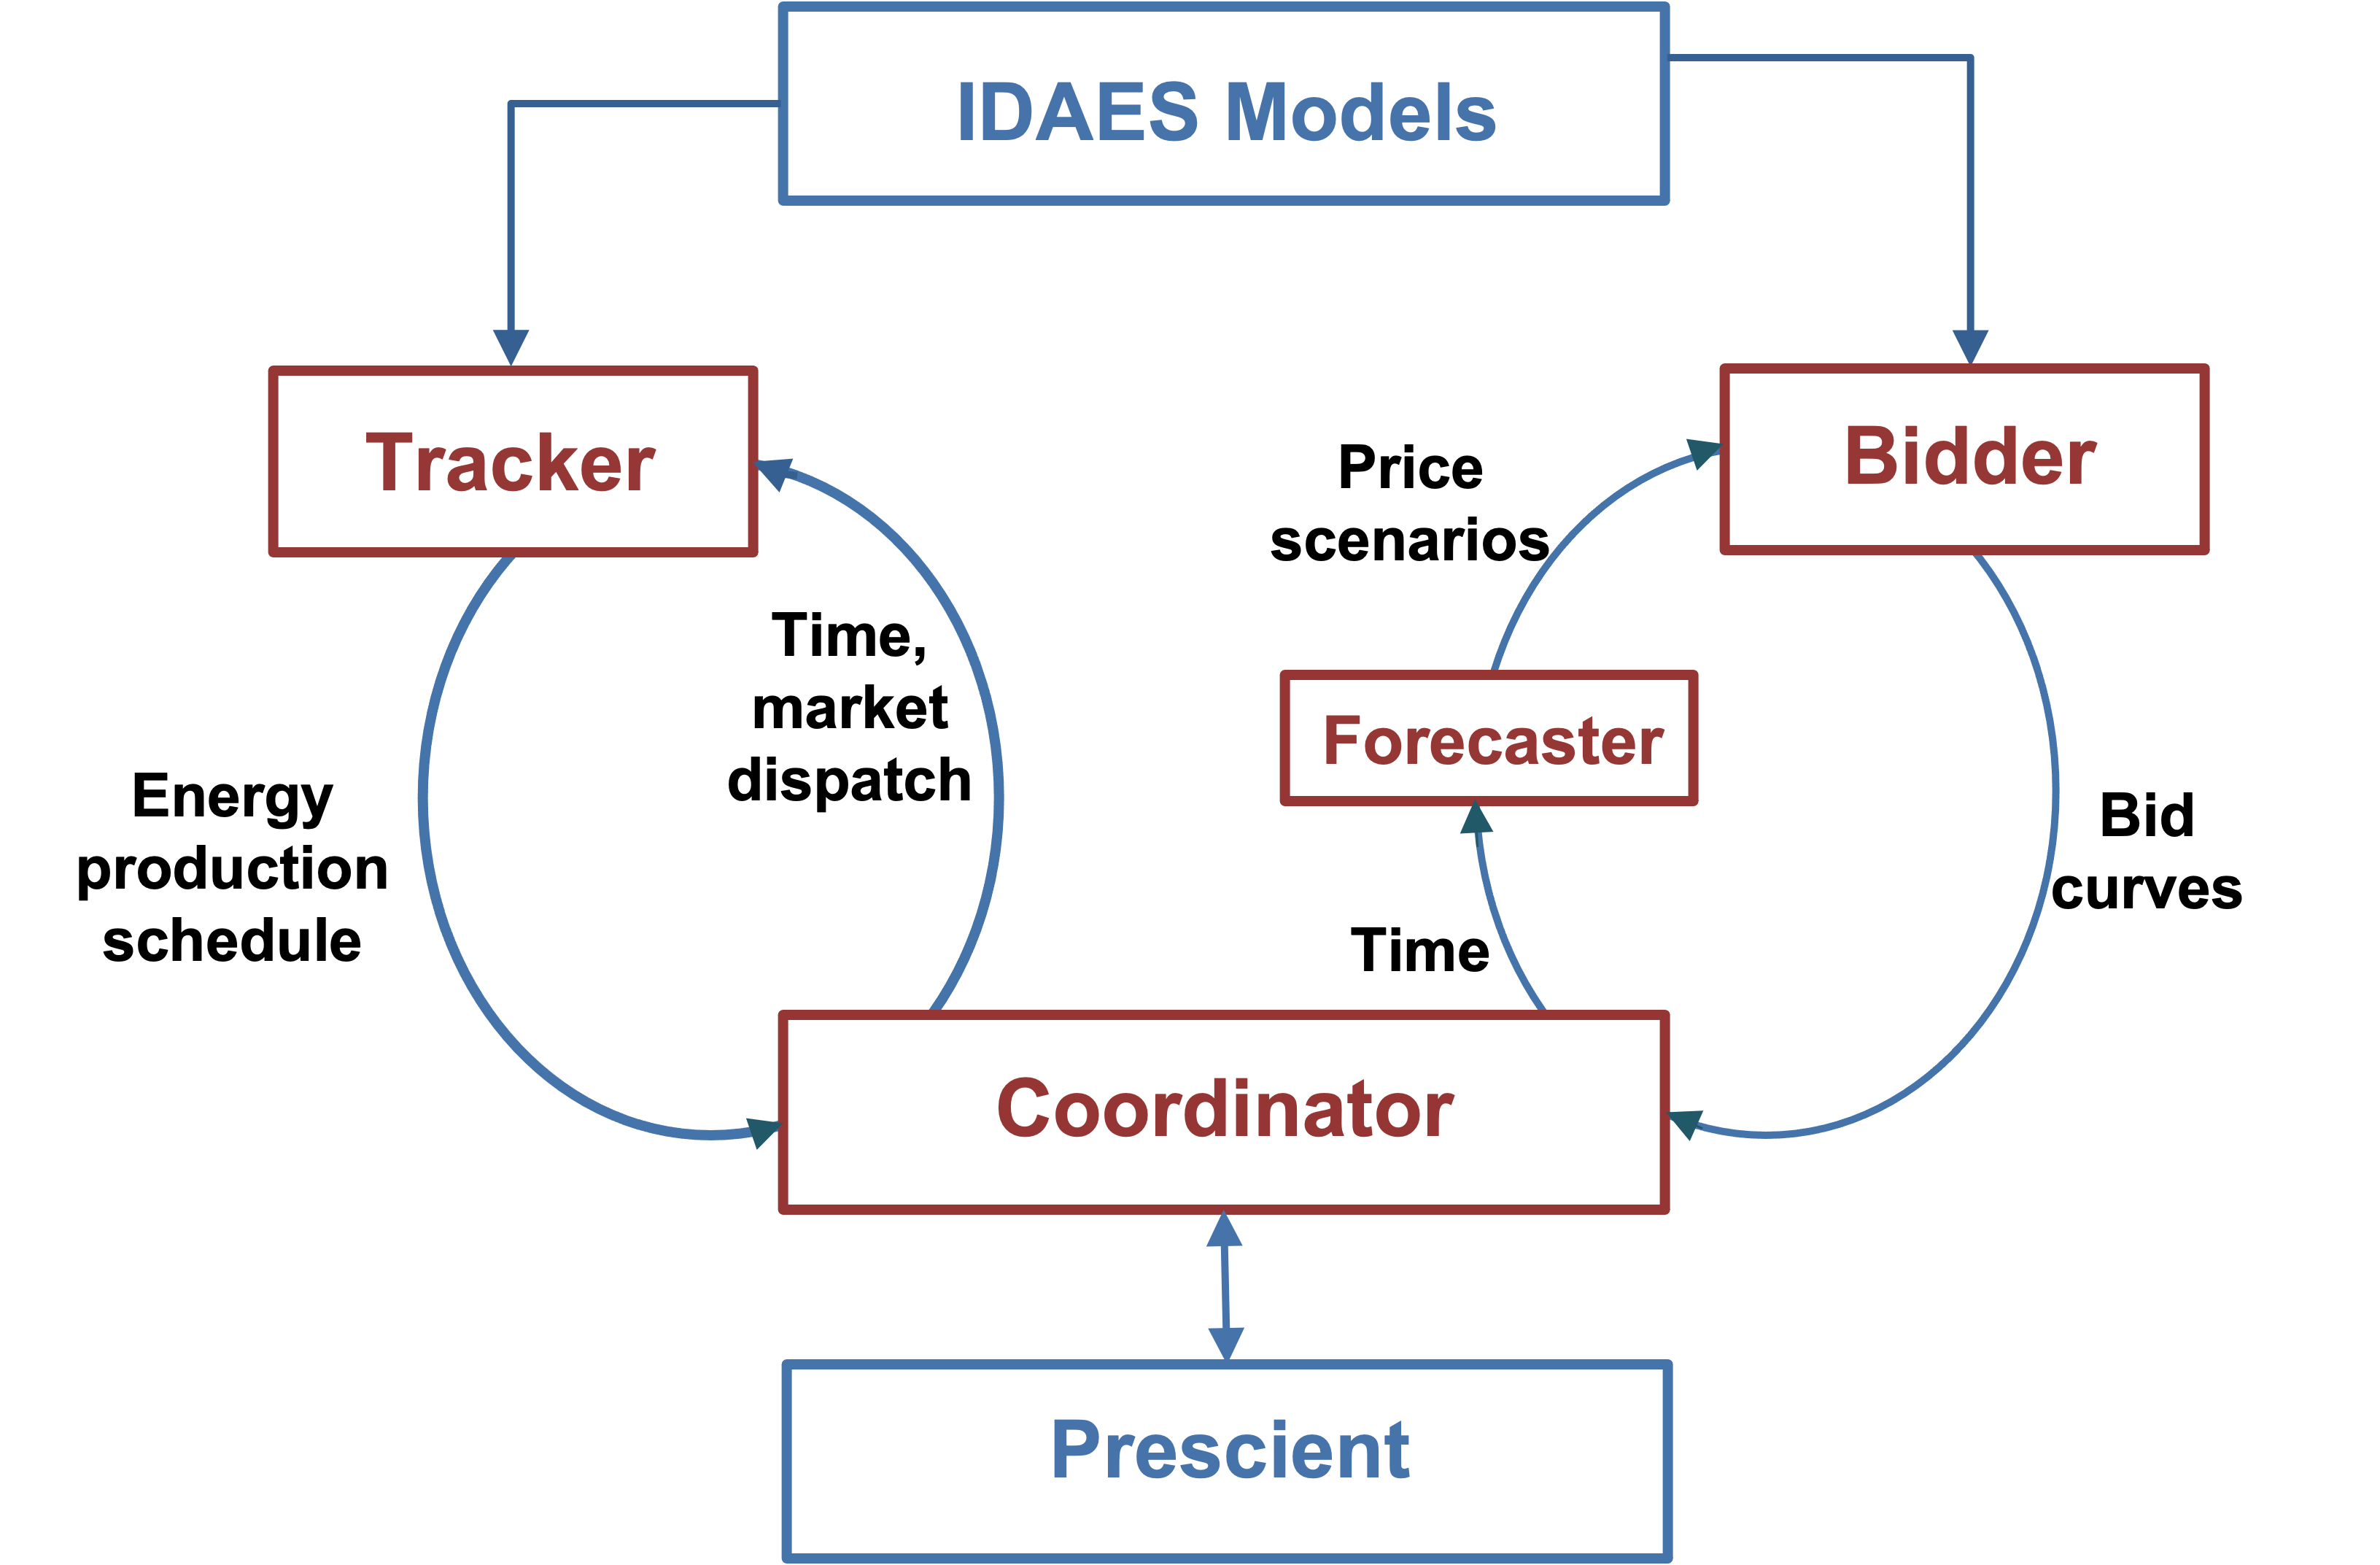 IDAES Models
Tracker
Bidder
Price
scenarios
Time,
market
dispatch
Forecaster
Energy
production
schedule
Bid
curves
Time
Coordinator
Prescient